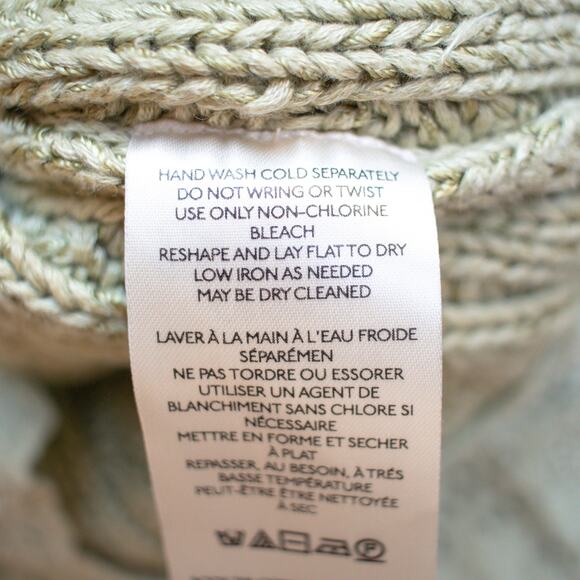 HAND WASH COLD SEPARATELY
DO NOT WRING OR TWIST
USE ONLY NON-CHLORINE
BLEACH
RESHAPE AND LAY FLAT TO DRY
LOW IRON AS NEEDED
MAY BE DRY CLEANED
LAVER À LA MAIN À L'EAU FROIDE
SÉPARÉMEN
NE PAS TORDRE OU ESSORER
UTILISER UN AGENT DE
BLANCHIMENT SANS CHLORE SI
NÉCESSAIRE
METTRE EN FORME ET SECHER
À PLAT
REPASSER, AU BESOIN, À TRÉS
BASSE TEMPÉRATURE
PEUT-ÊTRE ÊTRE NETTOYÉE
À SEC